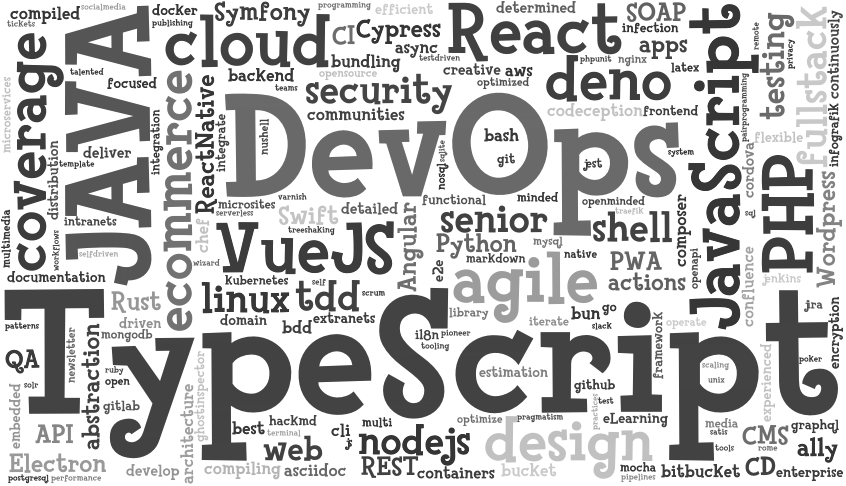 compiled
socialmedia
tickets
docker
publishing
Symfony
programming
efficient
determined
SOAP
infection
continuously
JAVA
cloud
CI
Cypress
async
React
apps
remote
privacy
testing
fullstack
coverage
talented
focused
bundling
testdriven
phpunit
nginx
microservices
backend
opensource
teams
creative
aws
latex
optimized
deno
JavaScript
pairprogramming
ecommerce
ReactNative
integrate
integration
security
communities
codeception
frontend
flexible
infografik
DevOps
nushell
bash
git
jest
system
deliver
template
distribution
nosql
sqlite
cordova
PHP
Wordpress
multimedia
intranets
microsites
varnish
serverless
functional
minded
openminded
traefik
composer
sql
workflows
selfdriven
chef
Swift
detailed
treeshaking
Angular
senior
shell
mysql
VueJS
Python
markdown
native
e2e
PWA
openapi
confluence
wizard
documentation
kubernetes
self
agile
actions
jenkins
TypeScript
Rust
linux
tdd
scrum
library
bun
go
jra
patterns
driven
mongodb
domain
bdd
extranets
il8n
pioneer
tooling
iterate
slack
operate
framework
encryption
QA
newsletter
abstraction
ruby
open
solr
estimation
github
scaling
unix
poker
experienced
embedded
gitlab
architecture
ghostinspector
test
practices
API
best
hackmd
terminal
cli
multi
js
optimize
pragmatism
eLearning
media
satis
graphql
web
nodejs
design
tools
CMS
rome
ally
Electron
postgresql
performance
develop
compiling
asciidoc
REST
containers
bucket
mocha
pipelines
bitbucket
CD
enterprise